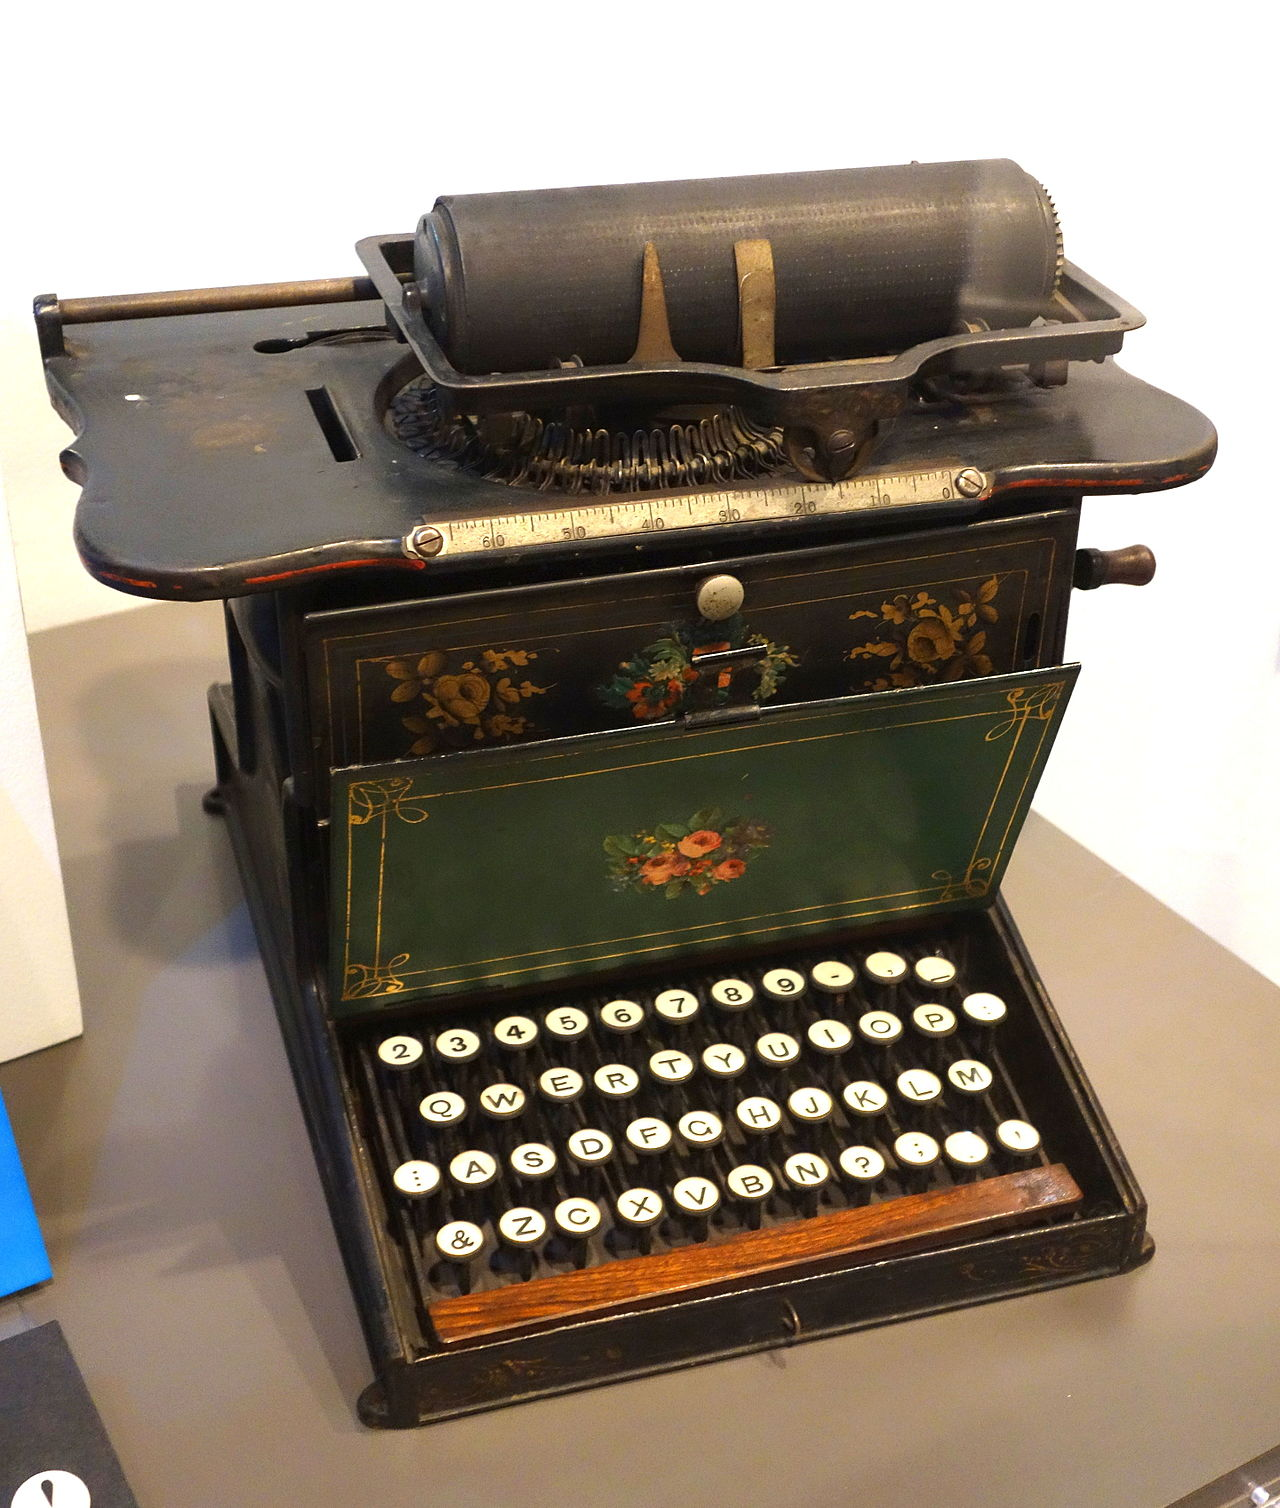 60 50 40 30 20 10 0
2 3 4 5 6 7 8 9 - , _
Q W E R T Y U I O P :
⋮ A S D F G H J K L M
& Z C X V B N ? ; . ,